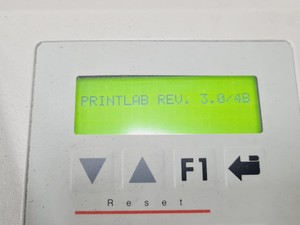 PRINTLAB REV. 3.0/4B
F1
Reset